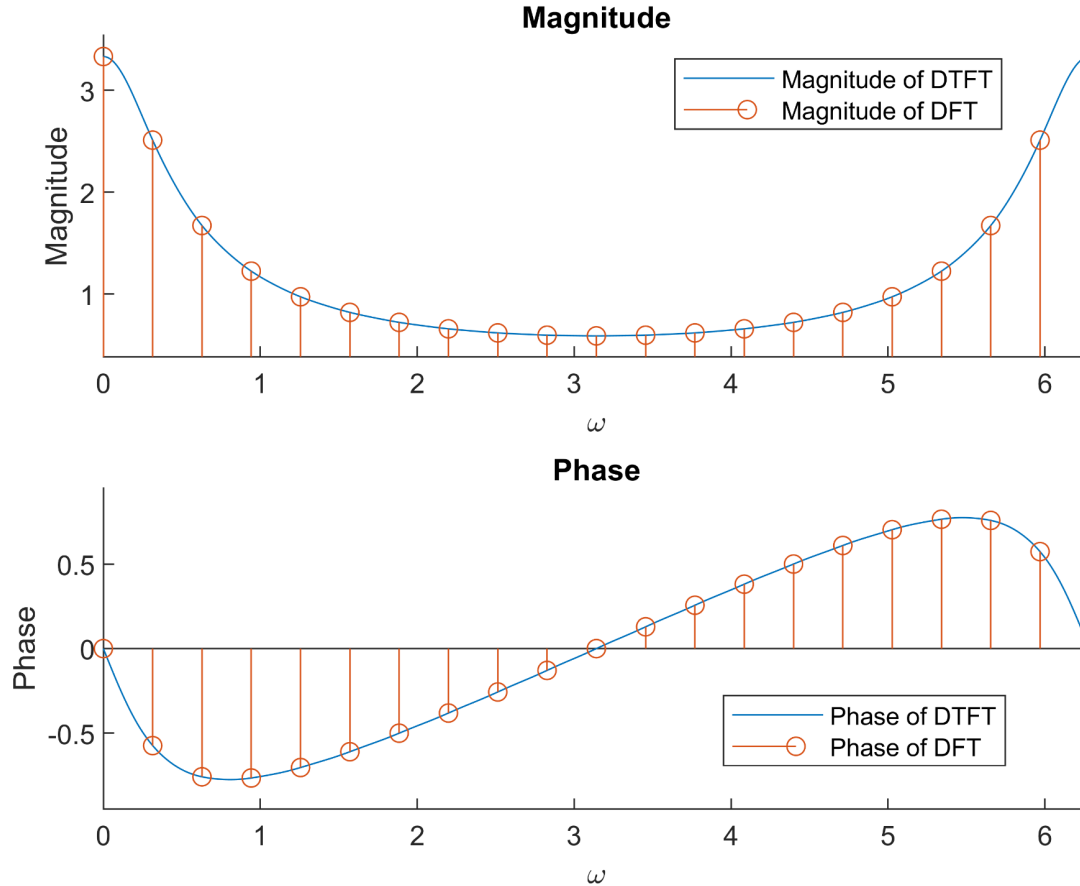 Magnitude
Magnitude of DTFT
Magnitude of DFT
Magnitude
3
2
1
0 1 2 3 4 5 6
ω
Phase
Phase
0.5
0
-0.5
Phase of DTFT
Phase of DFT
0 1 2 3 4 5 6
ω